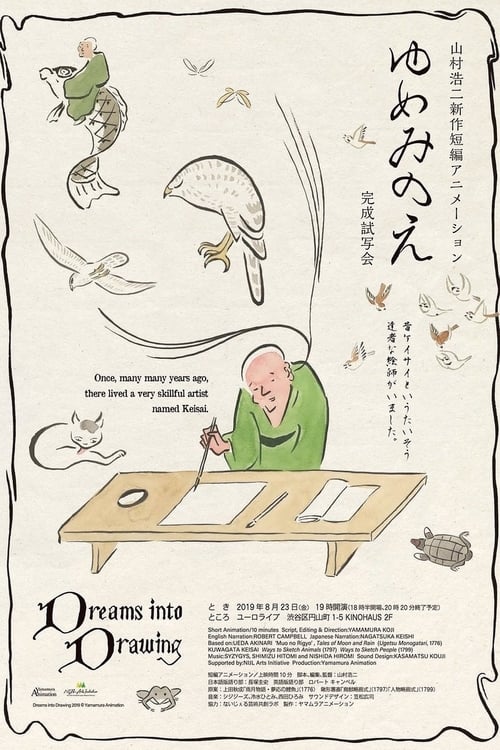 山村浩二新作短編アニメーション
ゆめみのえ
完成試写会
昔ケイサイというたいそう
達者な絵師がいました。
Once, many many years ago,
there lived a very skillful artist
named Keisai.
Dreams into
Drawing
と き 2019年8月23日(金) 19時開演(18時半開場、20時20分終了予定)
ところ ユーロライブ 渋谷区円山町1-5 KINOHAUS 2F
Short Animation/10 minutes Script, Editing & Direction:YAMAMURA KOJI
English Narration:ROBERT CAMPBELL Japanese Narration:NAGATSUKA KEISHI
Based on:UEDA AKINARI 'Muo no Rigyo', Tales of Moon and Rain (Ugetsu Monogatari, 1776)
KUWAGATA KEISAI Ways to Sketch Animals (1797) Ways to Sketch People (1799)
Music:SYZYGYS, SHIMIZU HITOMI and NISHIDA HIROMI Sound Design:KASAMATSU KOUJI
Supported by:NIJL Arts Initiative Production:Yamamura Animation
短編アニメーション/上映時間10分 脚本、編集、監督:山村浩二
日本語版語り部:長塚圭史 英語版語り部 ロバート キャンベル
原案:上田秋成「雨月物語・夢応の鯉魚」(1776) 鍬形蕙斎「鳥獣略画式」(1797)「人物略画式」(1799)
音楽:シジジーズ、冷水ひとみ、西田ひろみ サウンドデザイン:笠松広司
協力:ないじぇる芸術共創ラボ 製作:ヤマムラアニメーション
Yamamura
Animation
Dreams into Drawing 2019 © Yamamura Animation